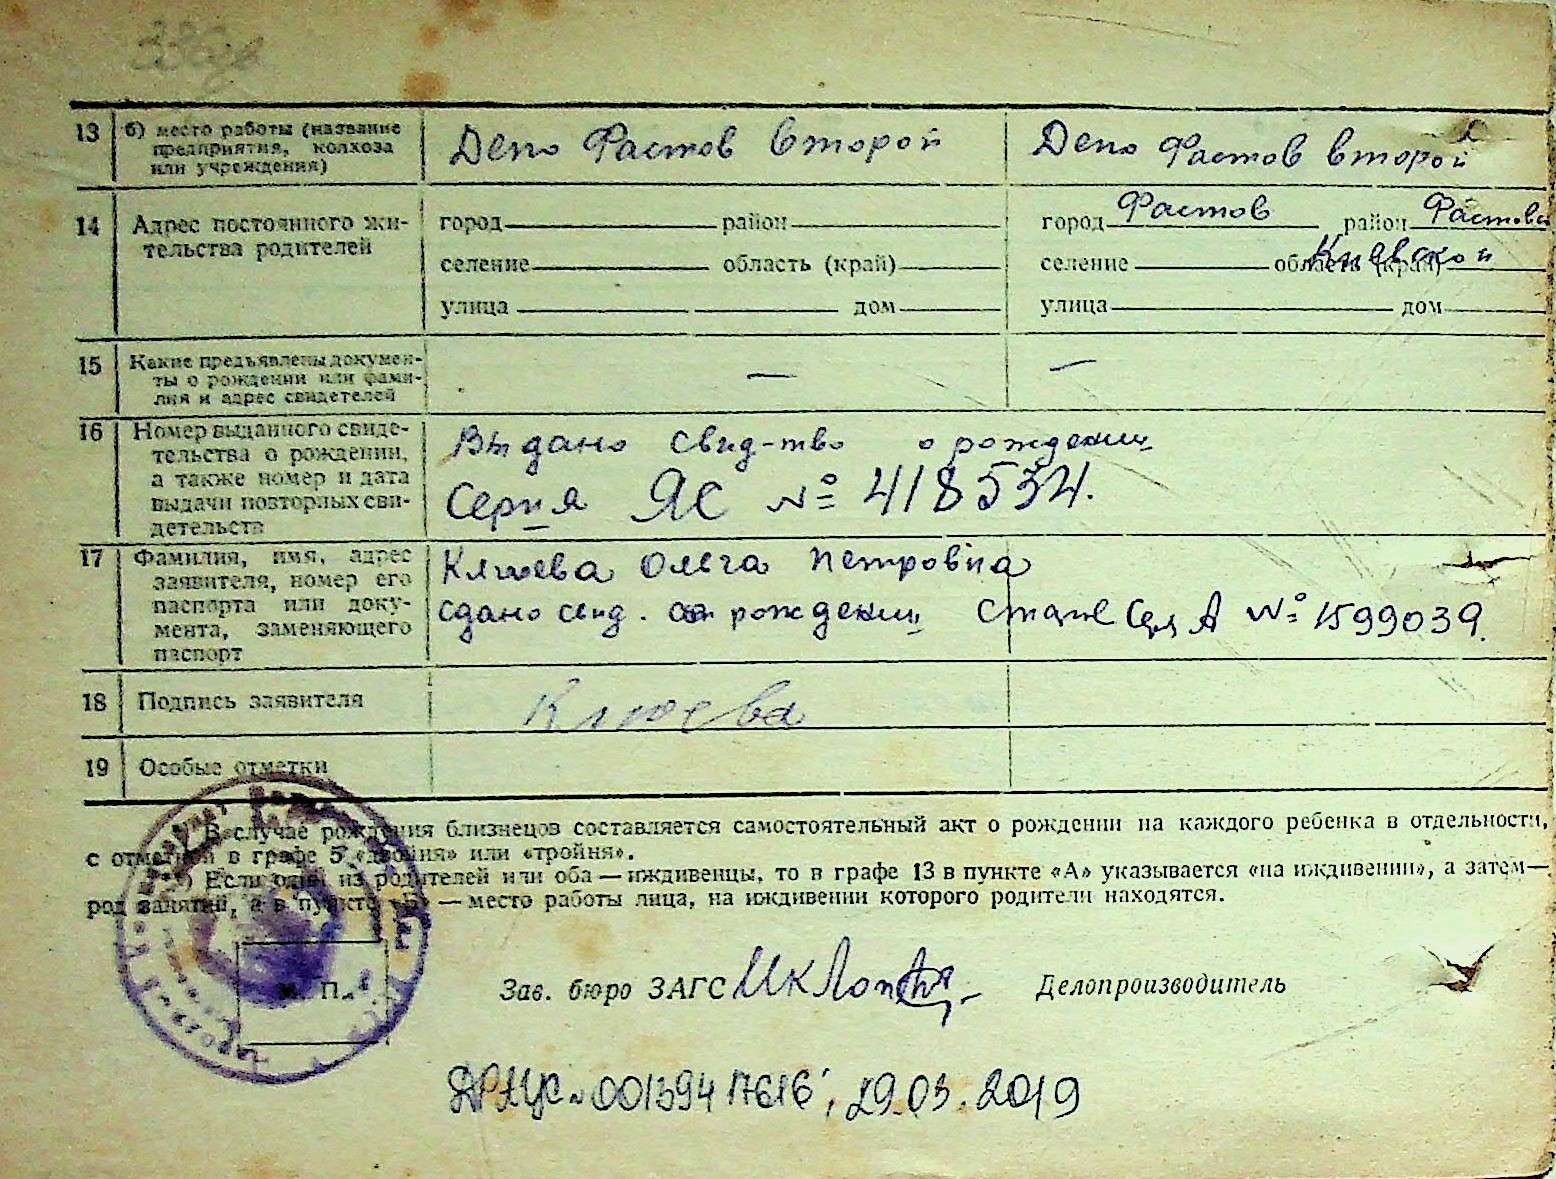 13 б) место работы (название предприятия, колхоза или учреждения) Депо Фастов второй Депо Фастов второй
14 Адрес постоянного жительства родителей
город район город Фастов район Фастовс
селение область (край) селение область (край) Киевской
улица дом улица дом
15 Какие предъявлены документы о рождении или фамилия и адрес свидетелей — —
16 Номер выданного свидетельства о рождении, а также номер и дата выдачи повторных свидетельств
Выдано свид-тво о рождении
Серия ЯС № 418534.
17 Фамилия, имя, адрес заявителя, номер его паспорта или документа, заменяющего паспорт
Клюева Ольга Петровна
сдано свид. о рождении А № 1599039.
18 Подпись заявителя Клюева
19 Особые отметки
В случае рождения близнецов составляется самостоятельный акт о рождении на каждого ребенка в отдельности,
с отметкой в графе 5 «двойня» или «тройня».
Если один из родителей или оба — иждивенцы, то в графе 13 в пункте «А» указывается «на иждивении», а затем —
род занятий, а в пункте «Б» — место работы лица, на иждивении которого родители находятся.
М. П.
Зав. бюро ЗАГС Делопроизводитель
№ 00139417616, 29.03.2019